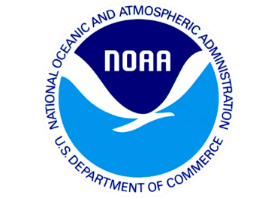 NATIONAL OCEANIC AND ATMOSPHERIC ADMINISTRATION
NOAA
U.S. DEPARTMENT OF COMMERCE